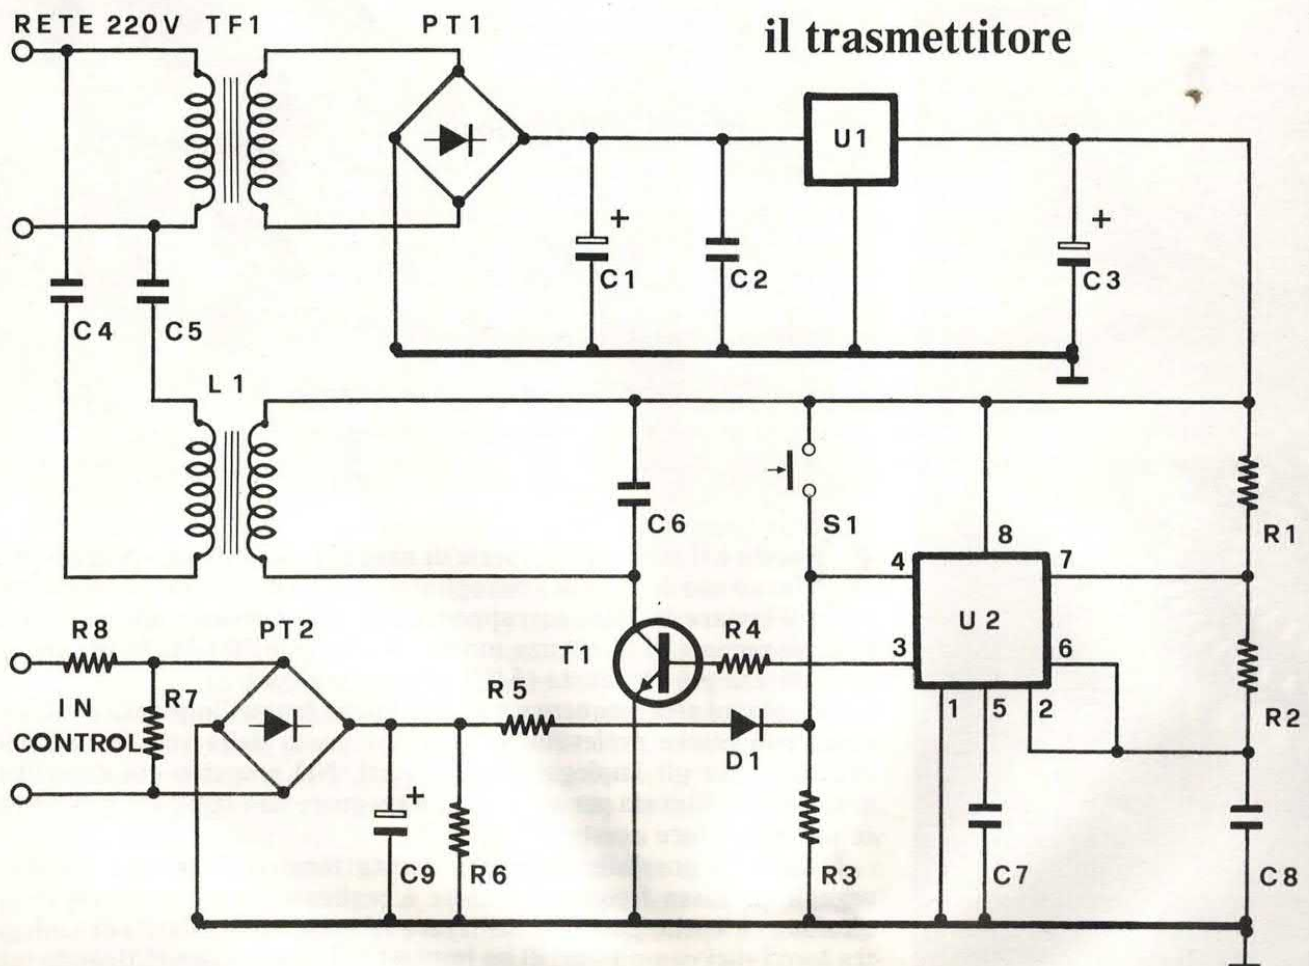 RETE 220V TF1 PT1
il trasmettitore
U1
+
+
C1 C2 C3
C4 C5
L1
C6
S1
R1
8
4 7
U2
3 6
1 5 2
R8 PT2
T1 R4
R7
IN
CONTROL
R5
D1
R2
+
C9 R6 R3 C7 C8